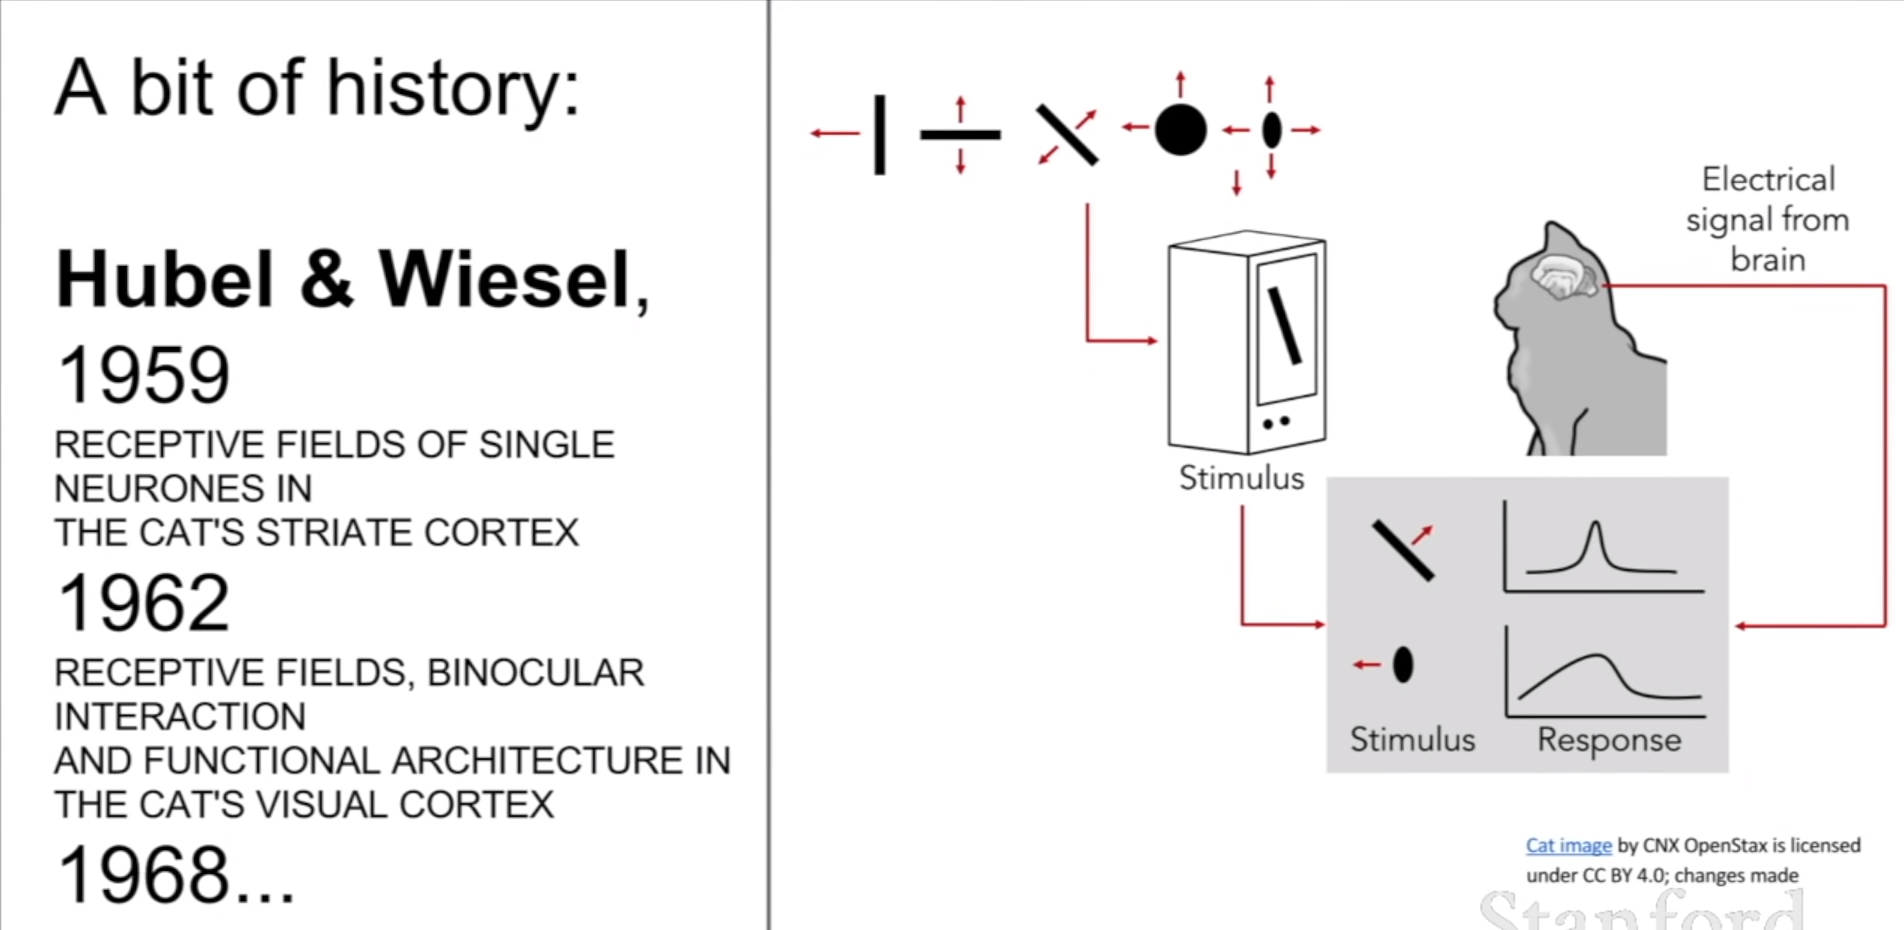 A bit of history:
Hubel & Wiesel,
1959
RECEPTIVE FIELDS OF SINGLE
NEURONES IN
THE CAT'S STRIATE CORTEX
1962
RECEPTIVE FIELDS, BINOCULAR
INTERACTION
AND FUNCTIONAL ARCHITECTURE IN
THE CAT'S VISUAL CORTEX
1968...
Electrical
signal from
brain
Stimulus
Stimulus
Response
Cat image by CNX OpenStax is licensed
under CC BY 4.0; changes made
Stanford